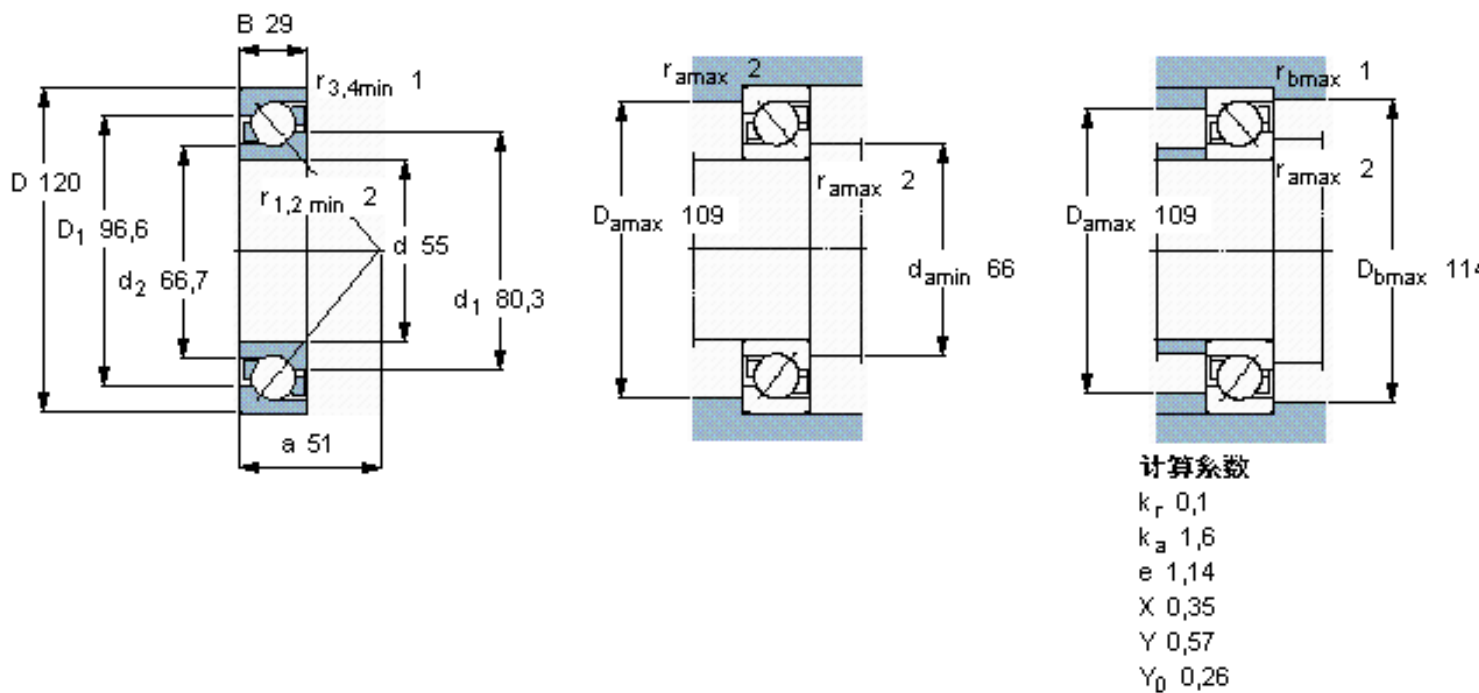 B 29
r3,4min 1
D 120
D1 96,6
d2 66,7
r1,2 min 2
d 55
d1 80,3
a 51
ramax 2
ramax 2
Damax 109
damin 66
rbmax 1
ramax 2
Damax 109
Dbmax 114
计算系数
kr 0,1
ka 1,6
e 1,14
X 0,35
Y 0,57
Y0 0,26